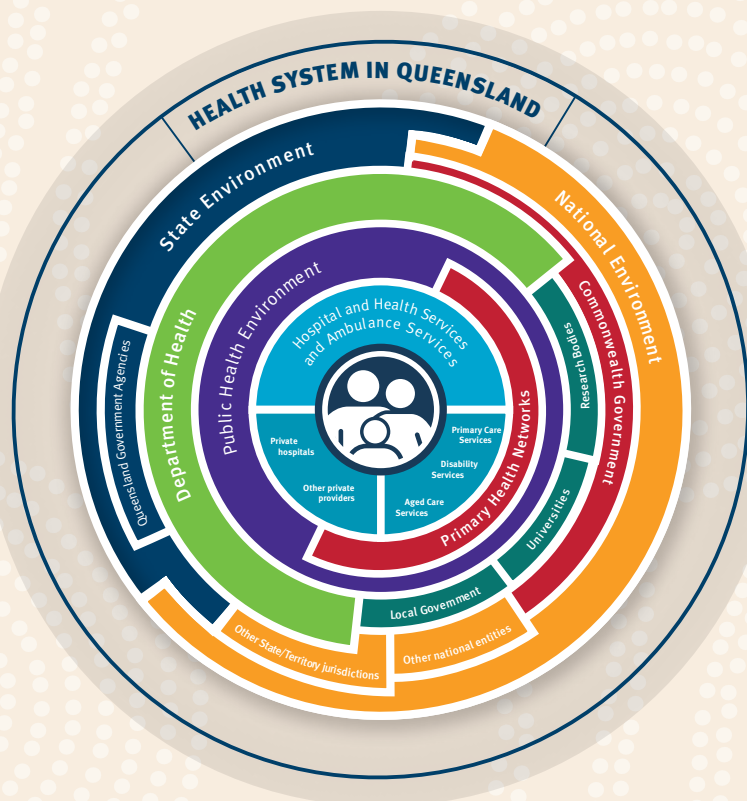 HEALTH SYSTEM IN QUEENSLAND
State Environment
National Environment
Commonwealth Government
Department of Health
Queensland Government Agencies
Public Health Environment
Hospital and Health Services
and Ambulance Services
Research Bodies
Universities
Primary Health Networks
Private
hospitals
Other private
providers
Primary Care
Services
Disability
Services
Aged Care
Services
Local Government
Other State/Territory jurisdictions
Other national entities